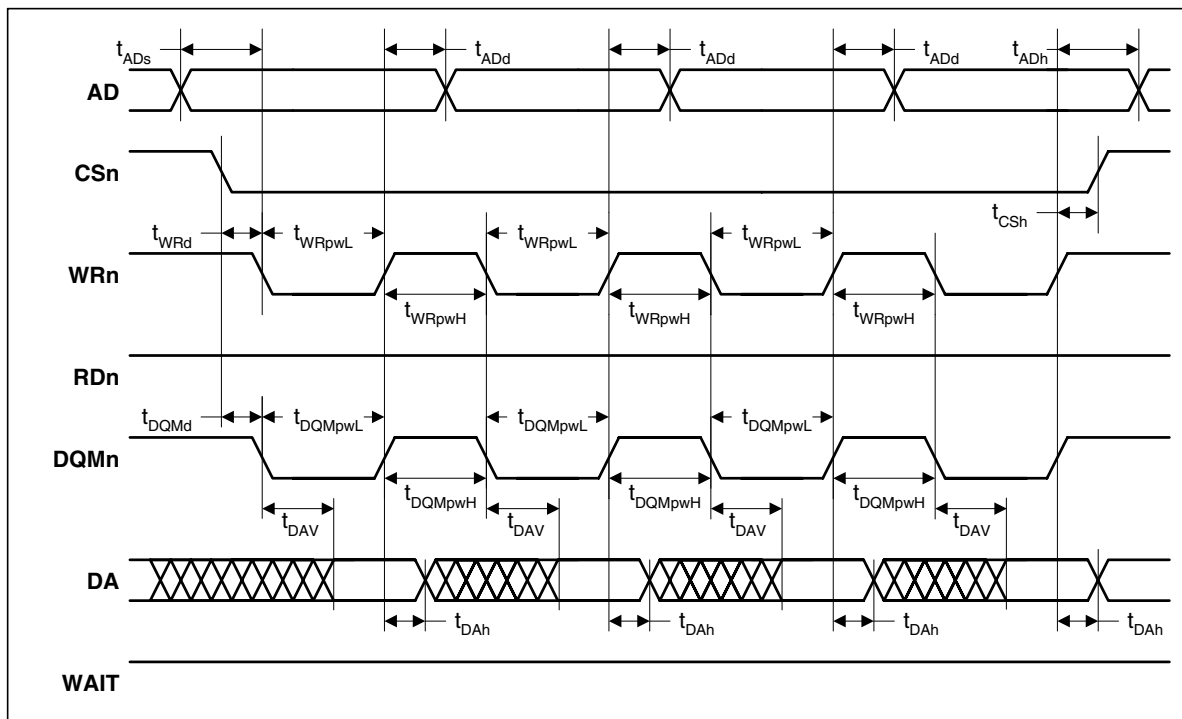 tADs tADd tADd tADd tADh
AD
CSn
tCSh
tWRd tWRpwL tWRpwL tWRpwL
WRn
tWRpwH tWRpwH tWRpwH
RDn
tDQMd tDQMpwL tDQMpwL tDQMpwL
DQMn
tDQMpwH tDQMpwH tDQMpwH
tDAV tDAV tDAV tDAV
DA
tDAh tDAh tDAh tDAh
WAIT